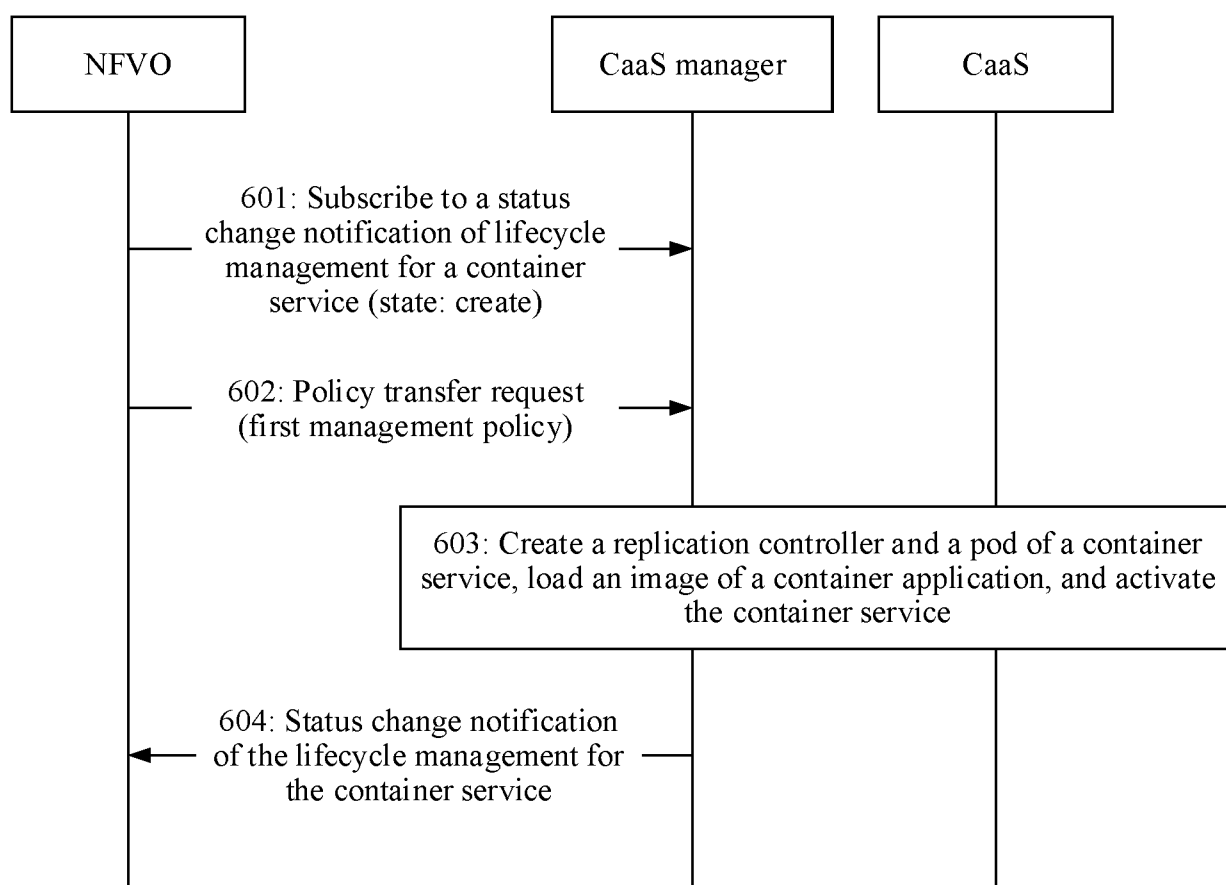 NFVO
CaaS manager
CaaS
601: Subscribe to a status
change notification of lifecycle
management for a container
service (state: create)
602: Policy transfer request
(first management policy)
603: Create a replication controller and a pod of a container
service, load an image of a container application, and activate
the container service
604: Status change notification
of the lifecycle management for
the container service